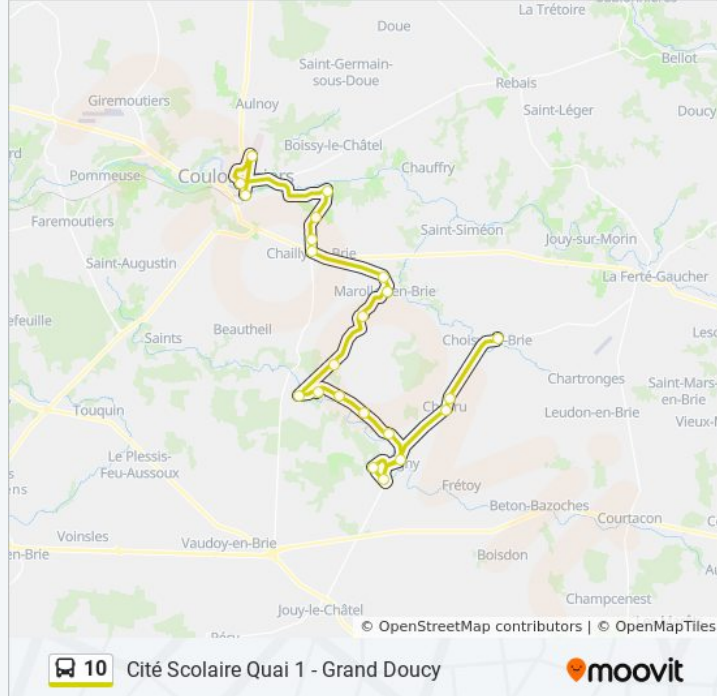 La Trétoire
Doue
Bellot
Saint-Germain-
sous-Doue
Rebais
Giremoutiers
Aulnoy
Saint-Léger
Doucy
Boissy-le-Châtel
Chauffry
Pommeuse
Faremoutiers
Saint-Siméon
Jouy-sur-Morin
Saint-Augustin
La Ferté-Gaucher
Beautheil
Saints
Chartronges
Saint-Mars-
en-Brie
Leudon-en-Brie
Touquin
Le Plessis-
Feu-Aussoux
Frétoy
Beton-Bazoches
Courtacon
Voinsles
en-Brie
Vaudoy-en-Brie
Boisdon
Champcenest
Jouy-le-Châtel
© OpenStreetMap contributors | © OpenMapTiles
10 Cité Scolaire Quai 1 - Grand Doucy
moovit